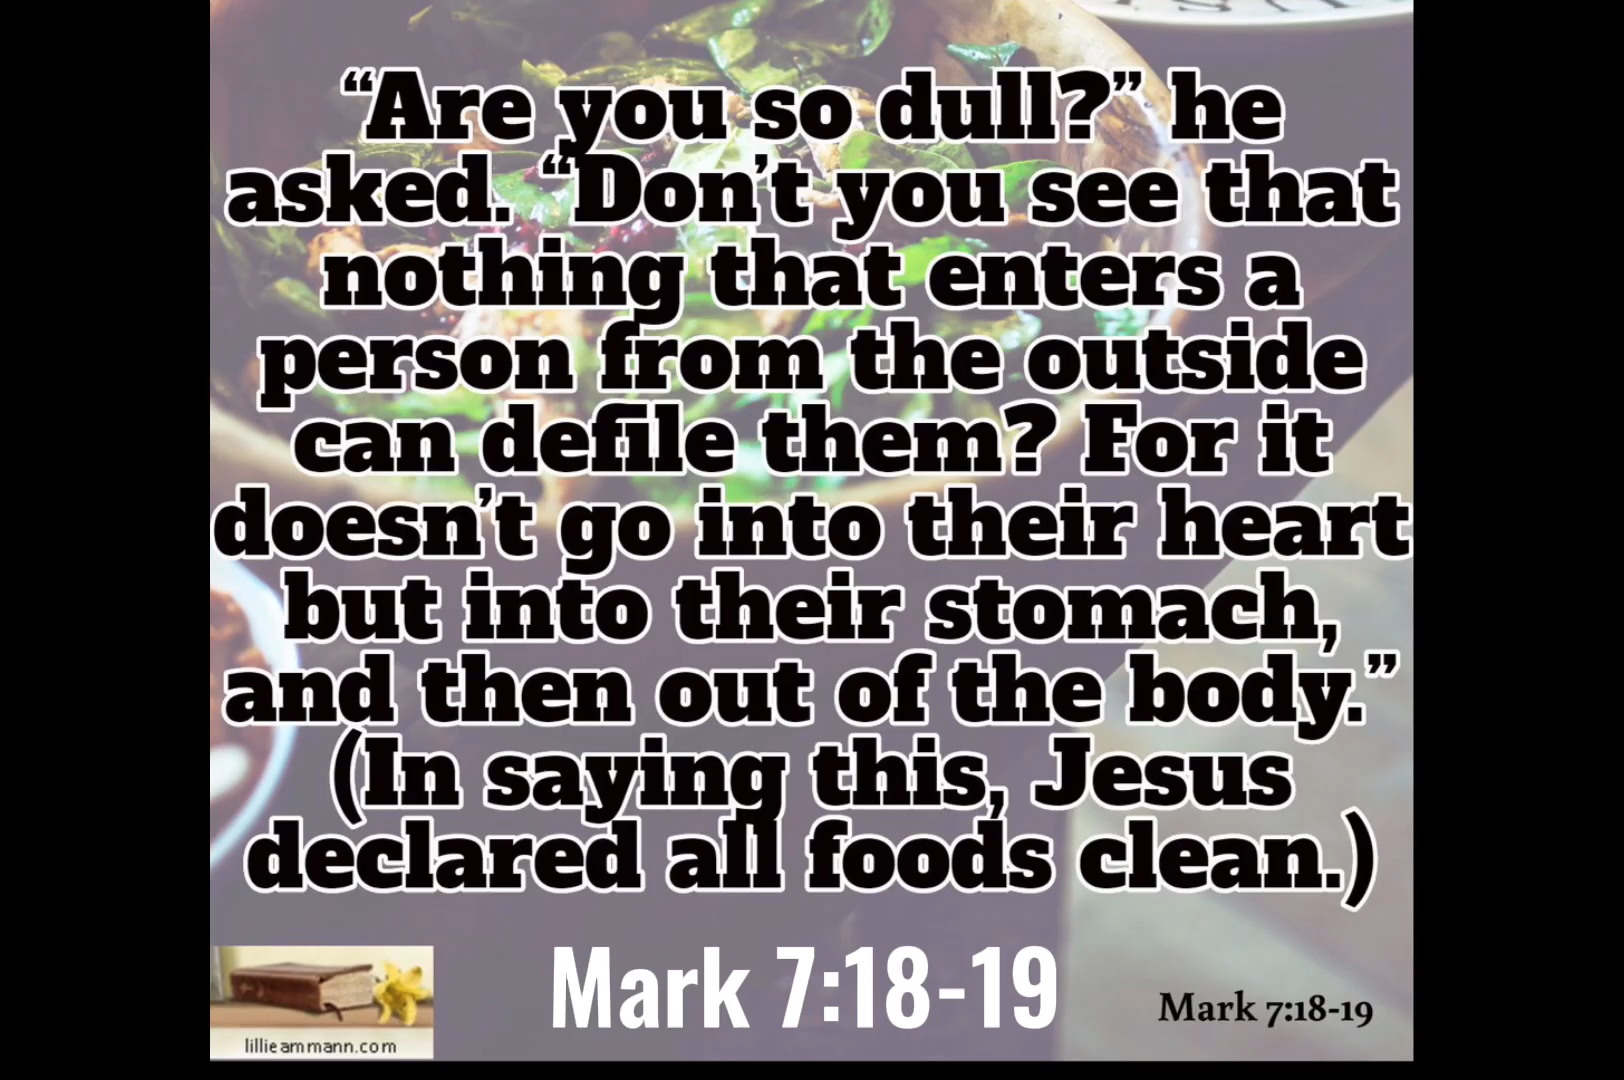 “Are you so dull?” he
asked. “Don’t you see that
nothing that enters a
person from the outside
can defile them? For it
doesn’t go into their heart
but into their stomach,
and then out of the body.”
(In saying this, Jesus
declared all foods clean.)
Mark 7:18-19
Mark 7:18-19
lillieammann.com